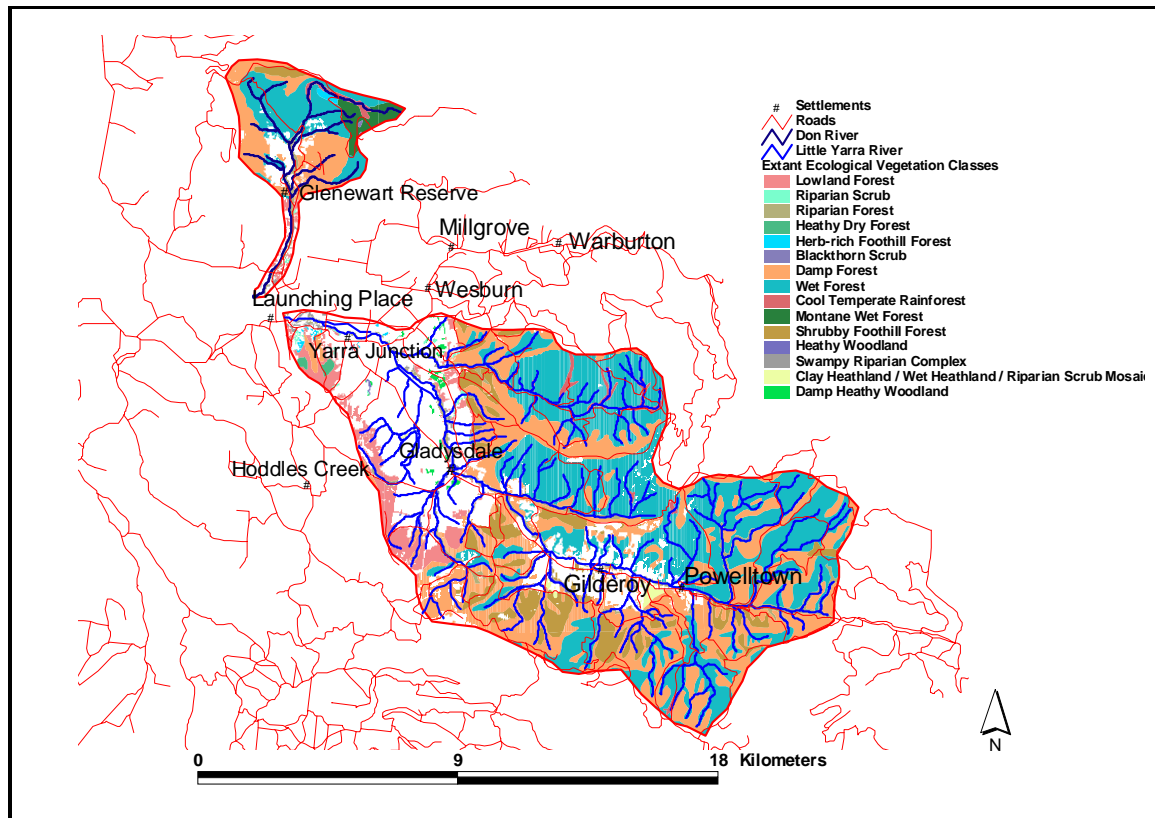 # Settlements
Roads
Don River
Little Yarra River
Extant Ecological Vegetation Classes
Lowland Forest
Riparian Scrub
Riparian Forest
Heathy Dry Forest
Herb-rich Foothill Forest
Blackthorn Scrub
Damp Forest
Wet Forest
Cool Temperate Rainforest
Montane Wet Forest
Shrubby Foothill Forest
Heathy Woodland
Swampy Riparian Complex
Clay Heathland / Wet Heathland / Riparian Scrub Mosaic
Damp Heathy Woodland
# Glenewart Reserve
Millgrove
#
# Warburton
# Wesburn
Launching Place
#
#
Yarra Junction
Gladysdale
#
Hoddles Creek
#
#
Gilderoy
# Powelltown
N
0 9 18 Kilometers